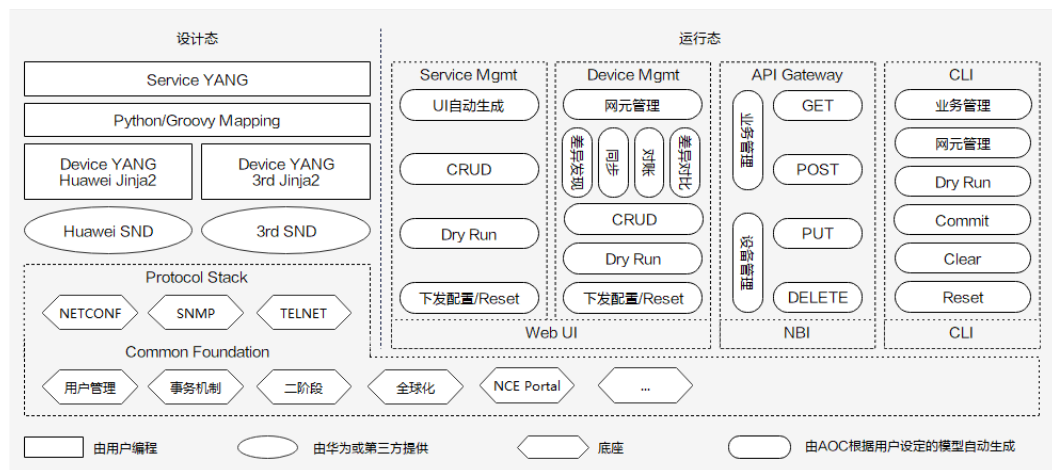 设计态
运行态
Service YANG
Python/Groovy Mapping
Device YANG
Huawei Jinja2
Device YANG
3rd Jinja2
Huawei SND
3rd SND
Protocol Stack
NETCONF
SNMP
TELNET
Common Foundation
用户管理
事务机制
二阶段
全球化
NCE Portal
...
Service Mgmt
UI自动生成
CRUD
Dry Run
下发配置/Reset
Device Mgmt
网元管理
差异发现
同步
对账
差异对比
CRUD
Dry Run
下发配置/Reset
Web UI
API Gateway
业务管理
设备管理
GET
POST
PUT
DELETE
NBI
CLI
业务管理
网元管理
Dry Run
Commit
Clear
Reset
CLI
由用户编程
由华为或第三方提供
底座
由AOC根据用户设定的模型自动生成